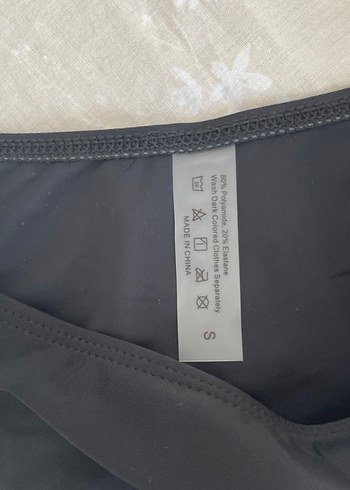 80% Polyamide, 20% Elastane
Wash Dark Colored Clothes Separately.
MADE IN CHINA
S